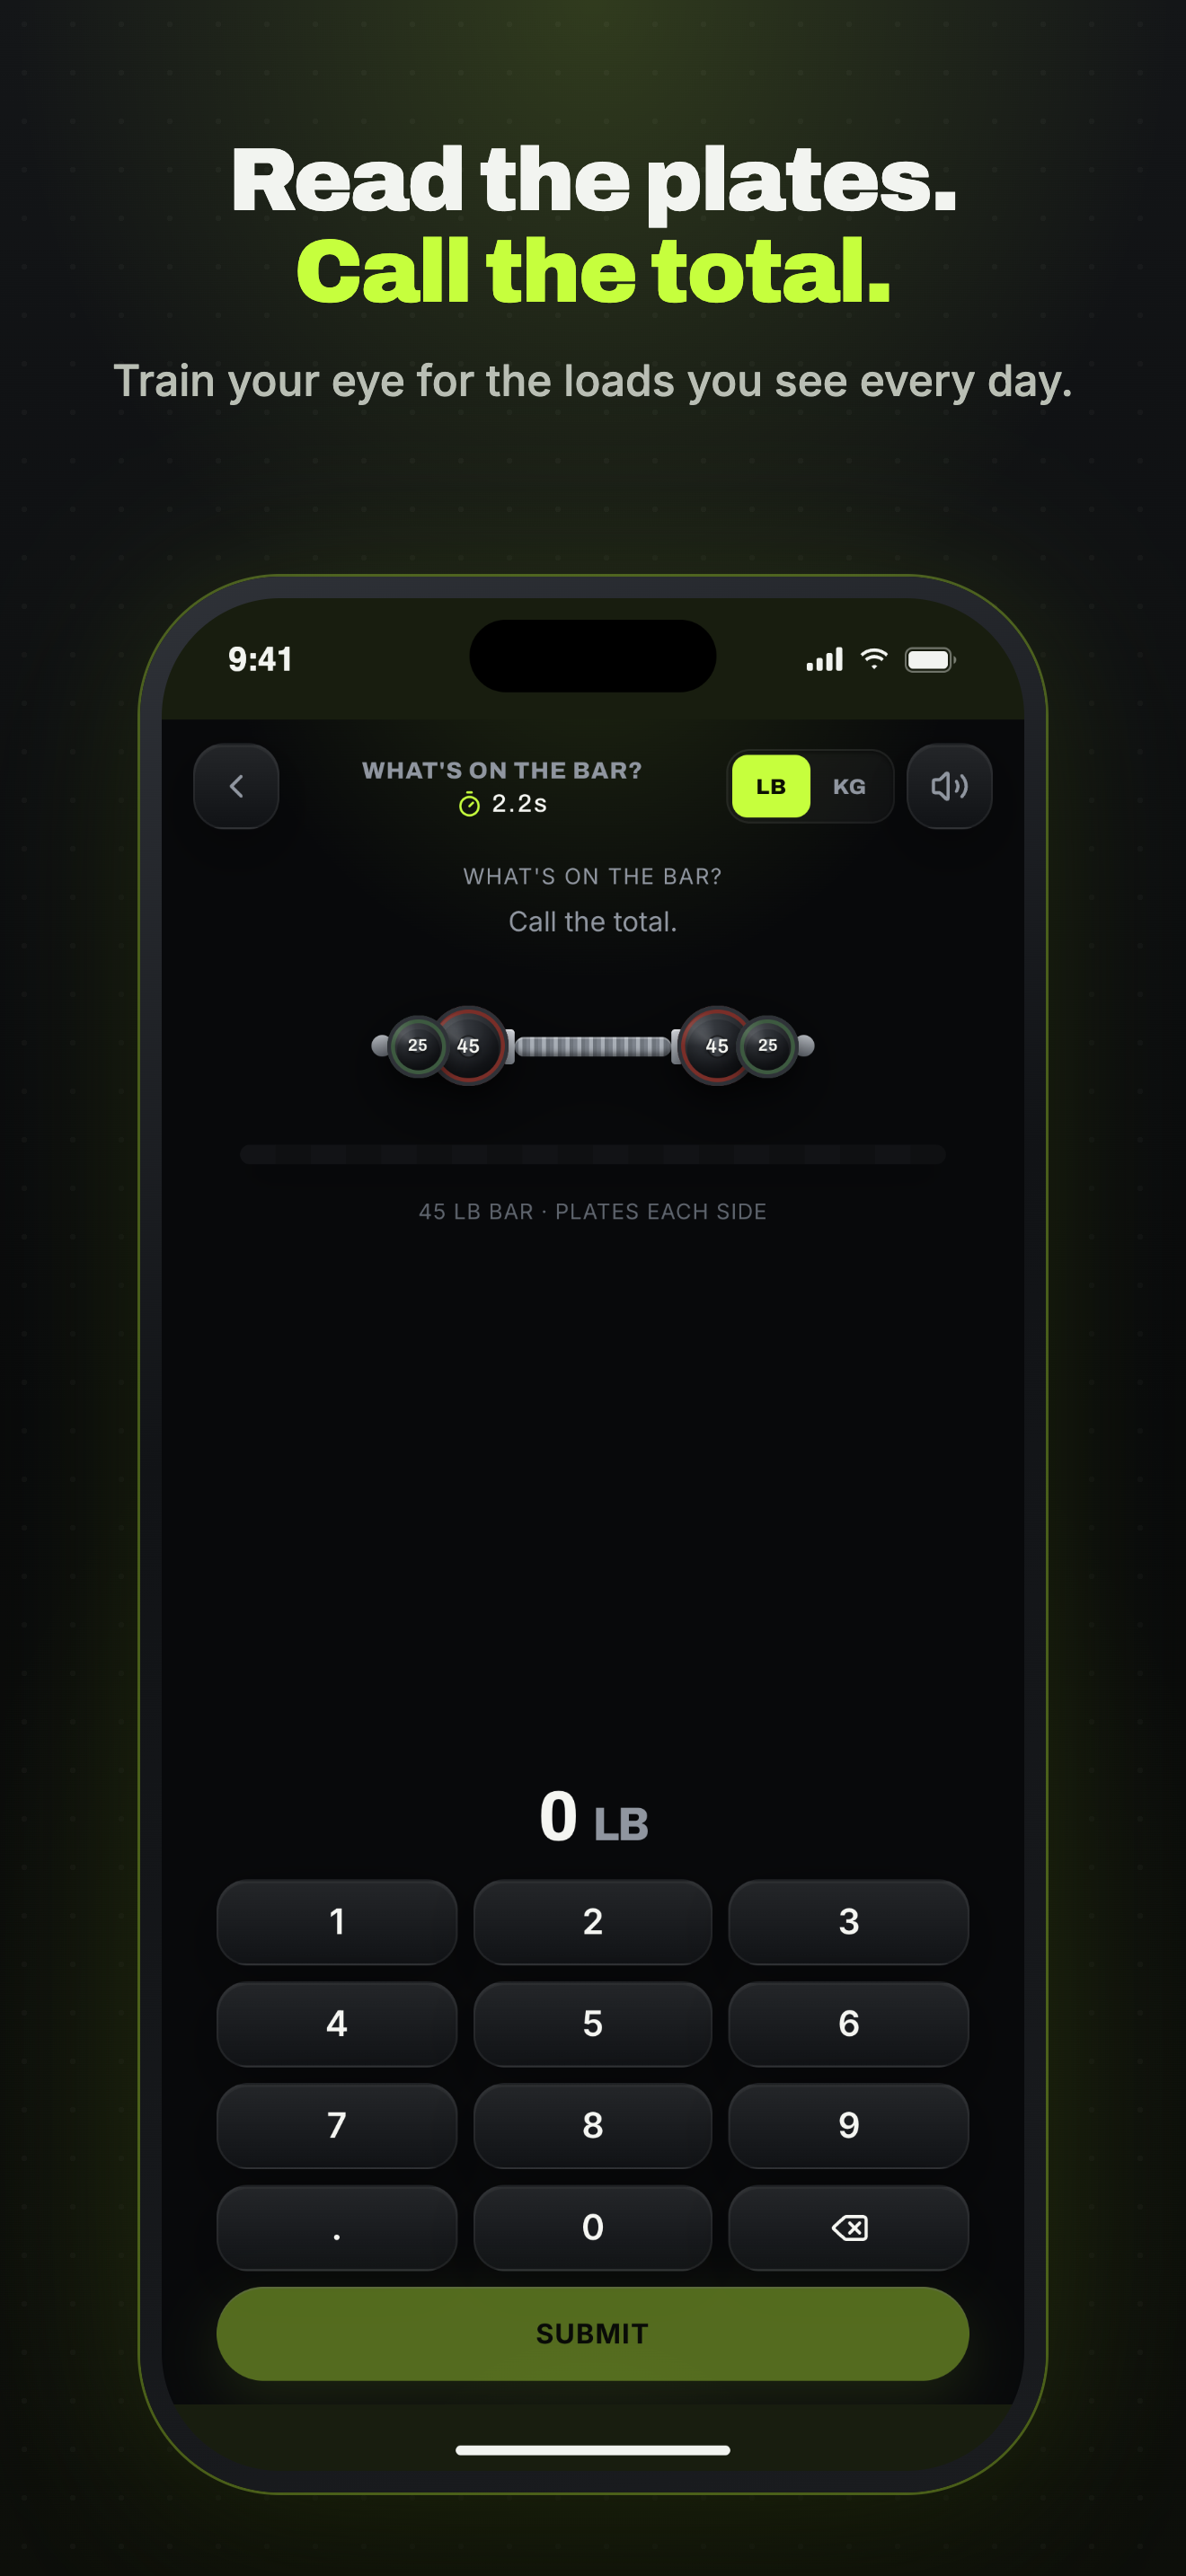 Read the plates.
Call the total.
Train your eye for the loads you see every day.
9:41
WHAT'S ON THE BAR?
2.2s
LB KG
WHAT'S ON THE BAR?
Call the total.
25 45 45 25
45 LB BAR · PLATES EACH SIDE
0 LB
1 2 3
4 5 6
7 8 9
. 0
SUBMIT